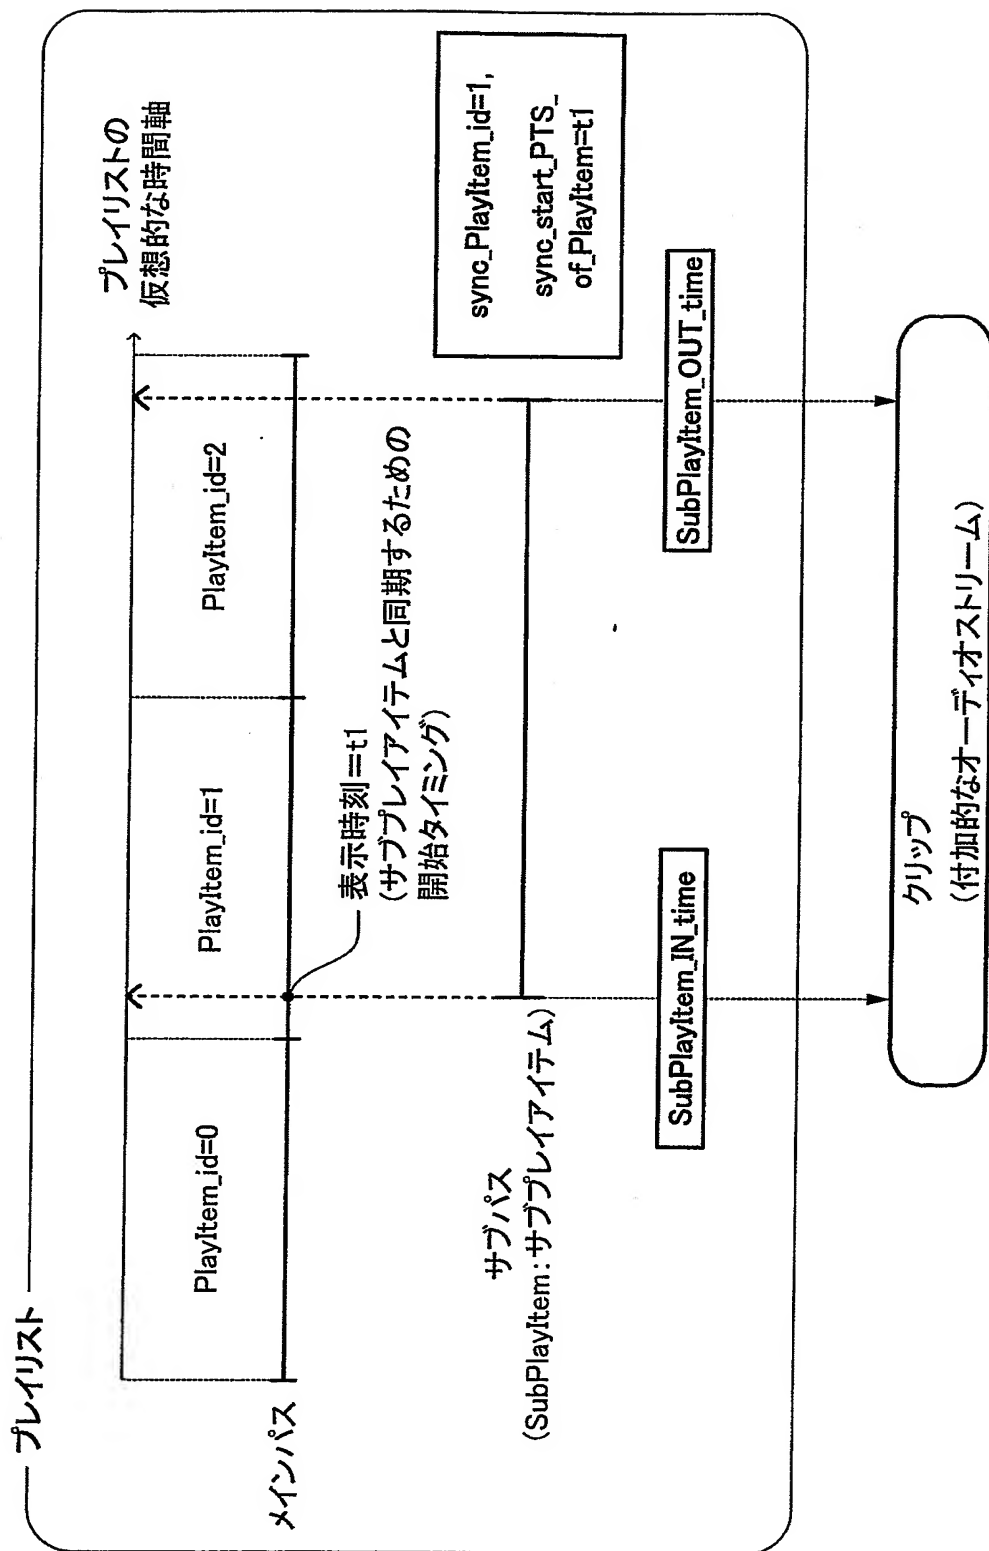 プレイリスト
プレイリストの
仮想的な時間軸
PlayItem_id=0
PlayItem_id=1
PlayItem_id=2
メインパス
表示時刻=t1
(サブプレイアイテムと同期するための
開始タイミング)
sync_PlayItem_id=1,
sync_start_PTS_
of_PlayItem=t1
サブパス
(SubPlayItem:サブプレイアイテム)
SubPlayItem_IN_time
SubPlayItem_OUT_time
クリップ
(付加的なオーディオストリーム)